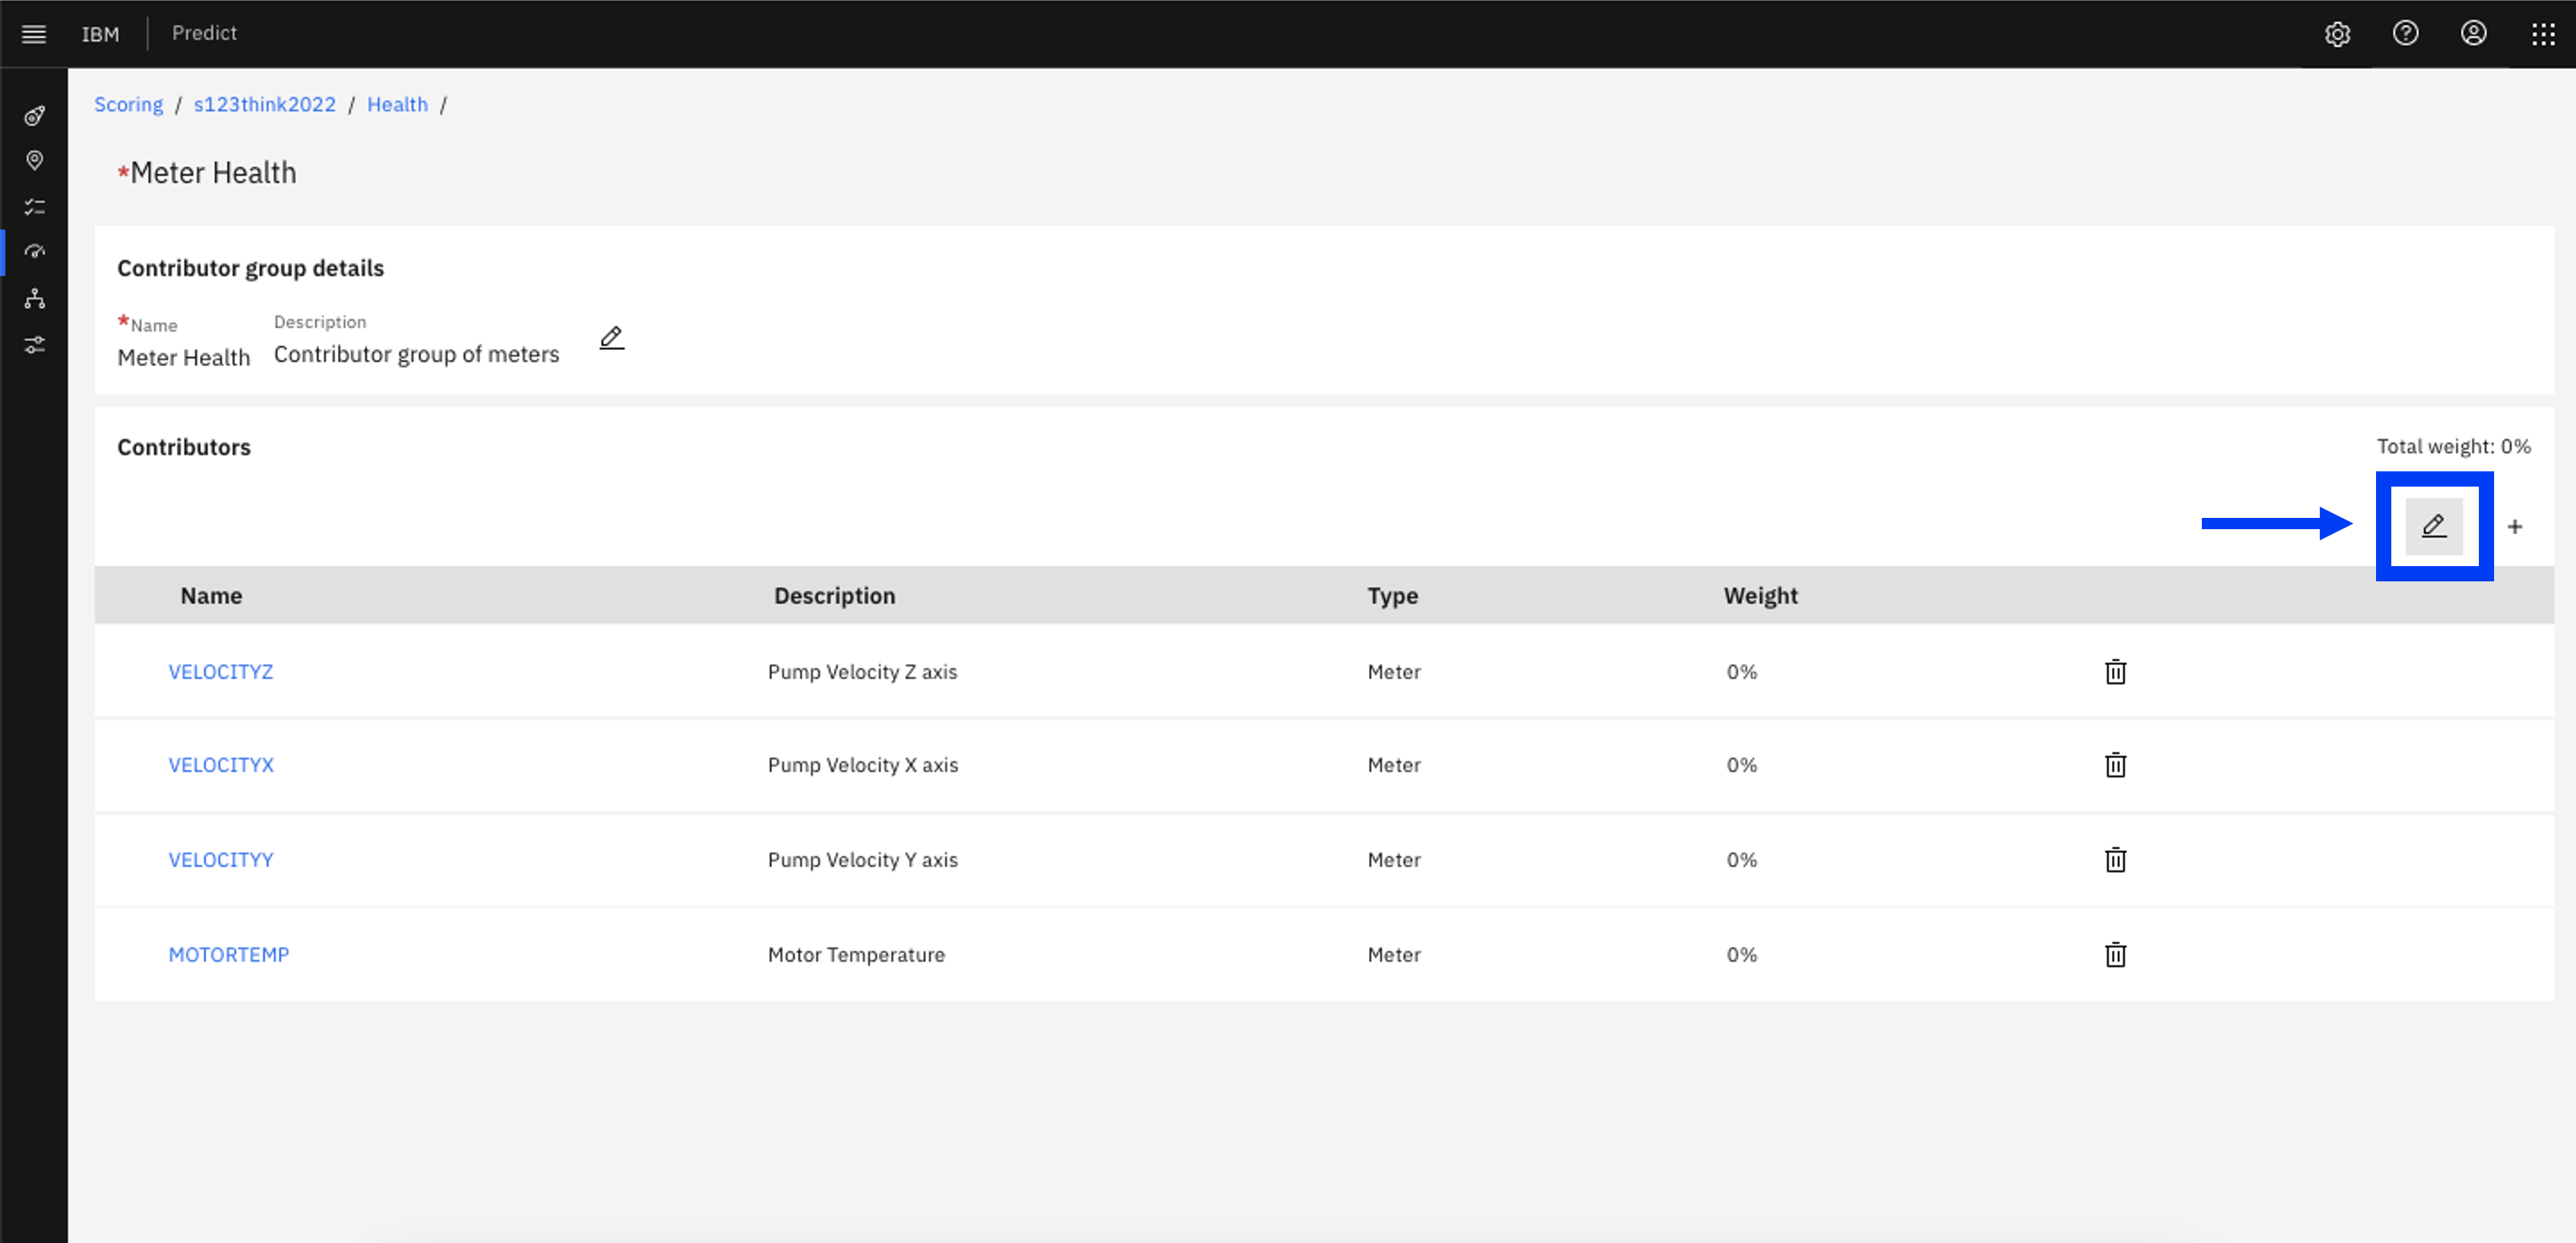 IBM Predict
Scoring / s123think2022 / Health /
*Meter Health
Contributor group details
*Name Description
Meter Health Contributor group of meters
Contributors Total weight: 0%
+
Name Description Type Weight
VELOCITYZ Pump Velocity Z axis Meter 0%
VELOCITYX Pump Velocity X axis Meter 0%
VELOCITYY Pump Velocity Y axis Meter 0%
MOTORTEMP Motor Temperature Meter 0%